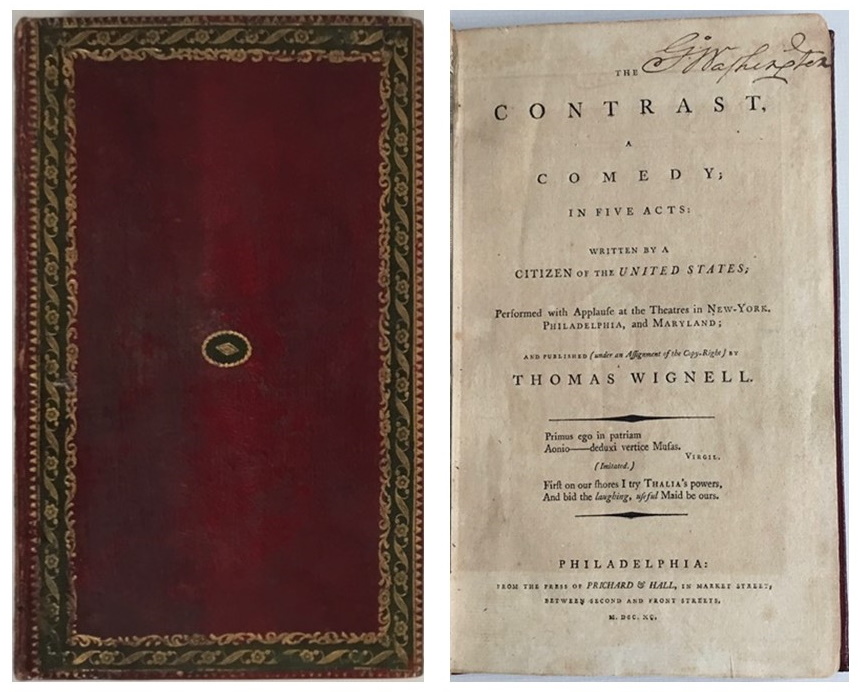 G:Washington
THE
CONTRAST,
A
COMEDY;
IN FIVE ACTS:
WRITTEN BY A
CITIZEN OF THE UNITED STATES;
Performed with Applauſe at the Theatres in NEW-YORK,
PHILADELPHIA, and MARYLAND;
AND PUBLISHED (under an Aſſignment of the Copy-Right) BY
THOMAS WIGNELL.
Primus ego in patriam
Aonio——deduxi vertice Muſas.
VIRGIL.
(Imitated.)
Firſt on our ſhores I try THALIA's powers,
And bid the laughing, uſeful Maid be ours.
PHILADELPHIA:
FROM THE PRESS OF PRICHARD & HALL, IN MARKET STREET;
BETWEEN SECOND AND FRONT STREETS.
M. DCC. XC.